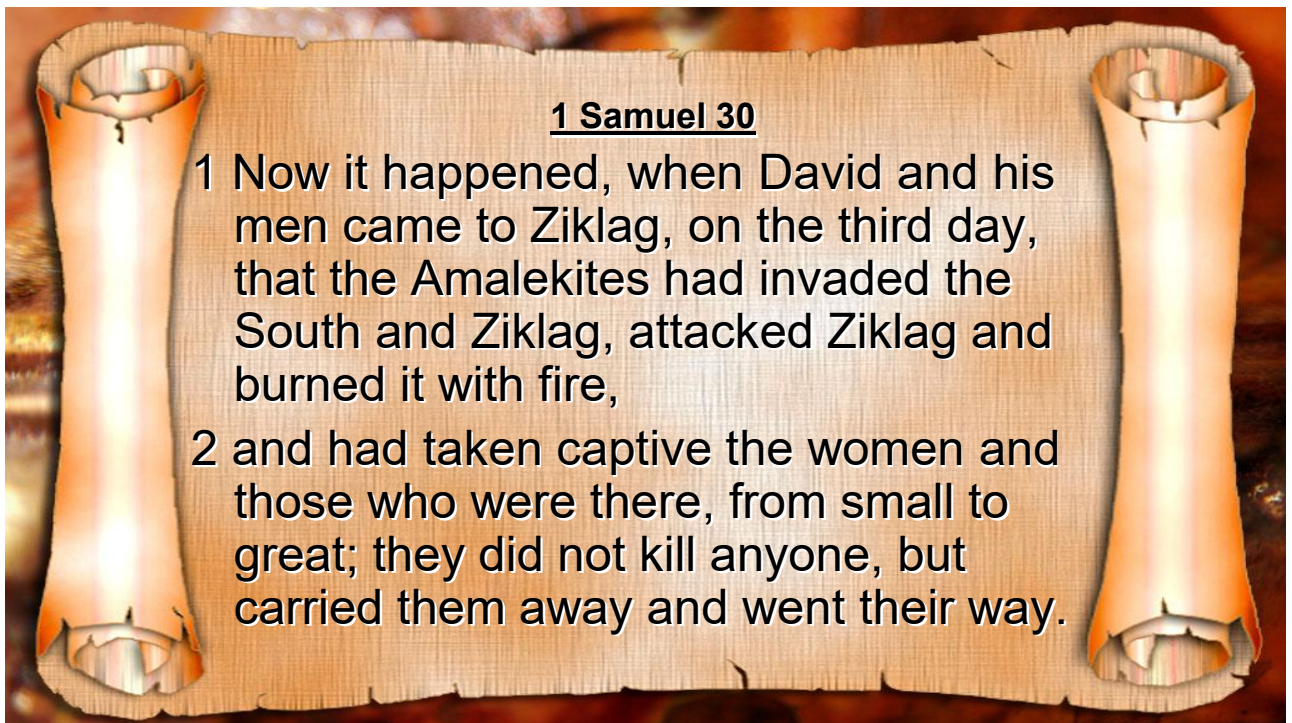 1 Samuel 30
1 Now it happened, when David and his
men came to Ziklag, on the third day,
that the Amalekites had invaded the
South and Ziklag, attacked Ziklag and
burned it with fire,
2 and had taken captive the women and
those who were there, from small to
great; they did not kill anyone, but
carried them away and went their way.